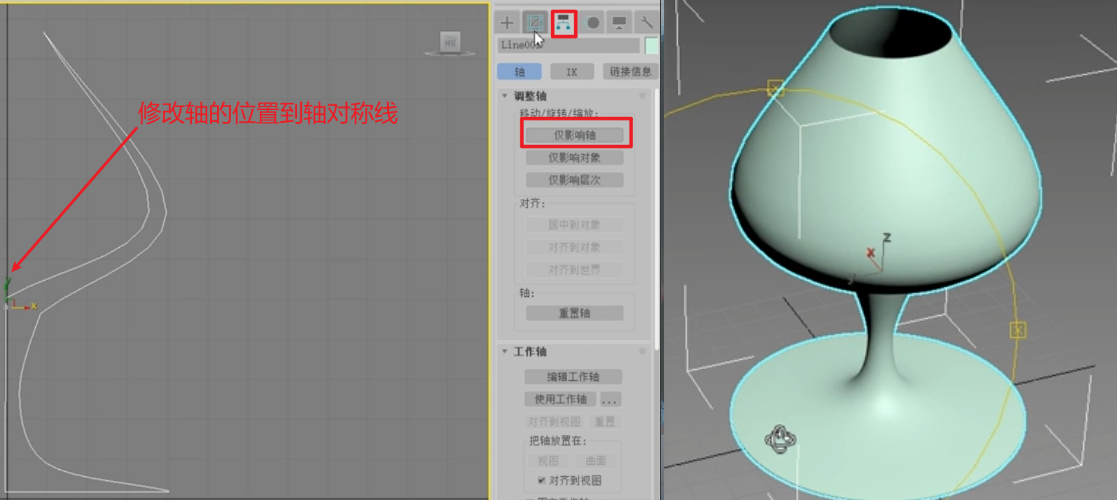 修改轴的位置到轴对称线
x
Line00
轴
IK
链接信息
调整轴
移动/旋转/缩放:
仅影响轴
仅影响对象
仅影响层次
对齐:
居中到对象
对齐到对象
对齐到世界
轴:
重置轴
工作轴
编辑工作轴
使用工作轴
...
对齐到视图
重置
把轴放置在:
视图
曲面
对齐到视图
z
x
y